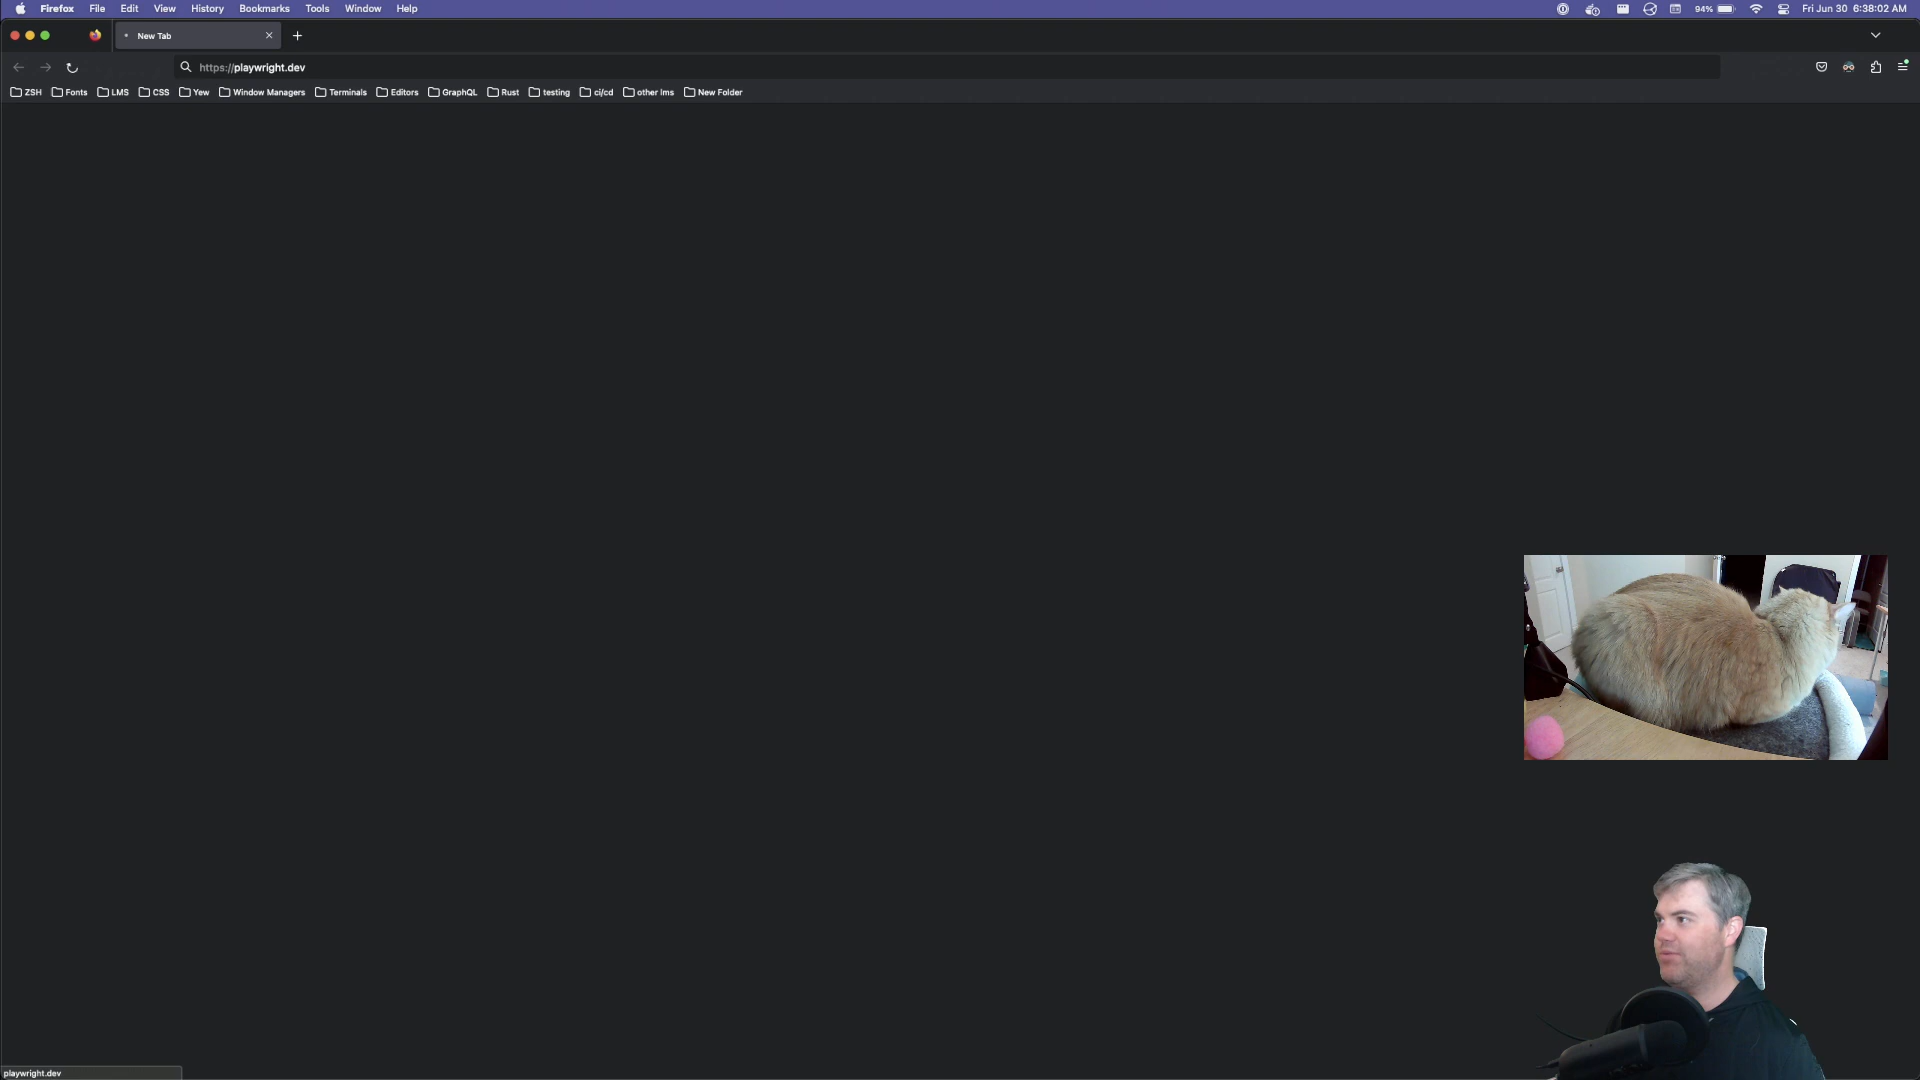 Firefox File Edit View History Bookmarks Tools Window Help 94% Fri Jun 30 6:38:02 AM
New Tab
https://playwright.dev
ZSH Fonts LMS CSS Yew Window Managers Terminals Editors GraphQL Rust testing ci/cd other lms New Folder
playwright.dev